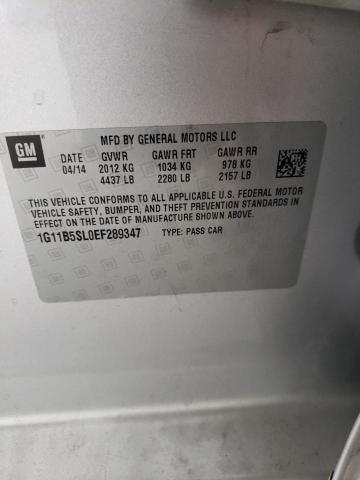 GM
MFD BY GENERAL MOTORS LLC
DATE GVWR GAWR FRT GAWR RR
04/14 2012 KG 1034 KG 978 KG
4437 LB 2280 LB 2157 LB
THIS VEHICLE CONFORMS TO ALL APPLICABLE U.S. FEDERAL MOTOR
VEHICLE SAFETY, BUMPER, AND THEFT PREVENTION STANDARDS IN
EFFECT ON THE DATE OF MANUFACTURE SHOWN ABOVE.
1G11B5SL0EF289347 TYPE: PASS CAR